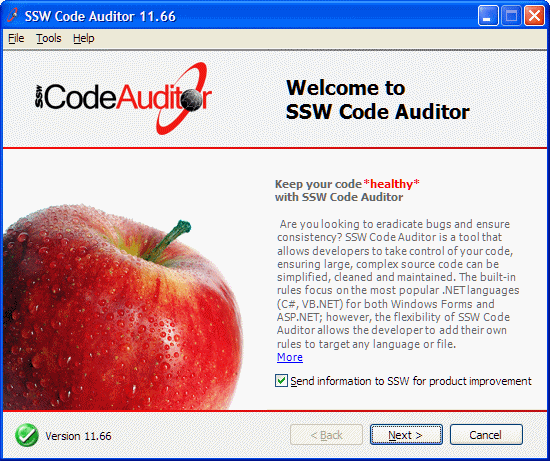 SSW Code Auditor 11.66
File Tools Help
SSW CodeAuditor
Welcome to
SSW Code Auditor
Keep your code *healthy*
with SSW Code Auditor
Are you looking to eradicate bugs and ensure
consistency? SSW Code Auditor is a tool that
allows developers to take control of your code,
ensuring large, complex source code can be
simplified, cleaned and maintained. The built-in
rules focus on the most popular .NET languages
(C#, VB.NET) for both Windows Forms and
ASP.NET; however, the flexibility of SSW Code
Auditor allows the developer to add their own
rules to target any language or file.
More
Send information to SSW for product improvement
Version 11.66
< Back Next > Cancel